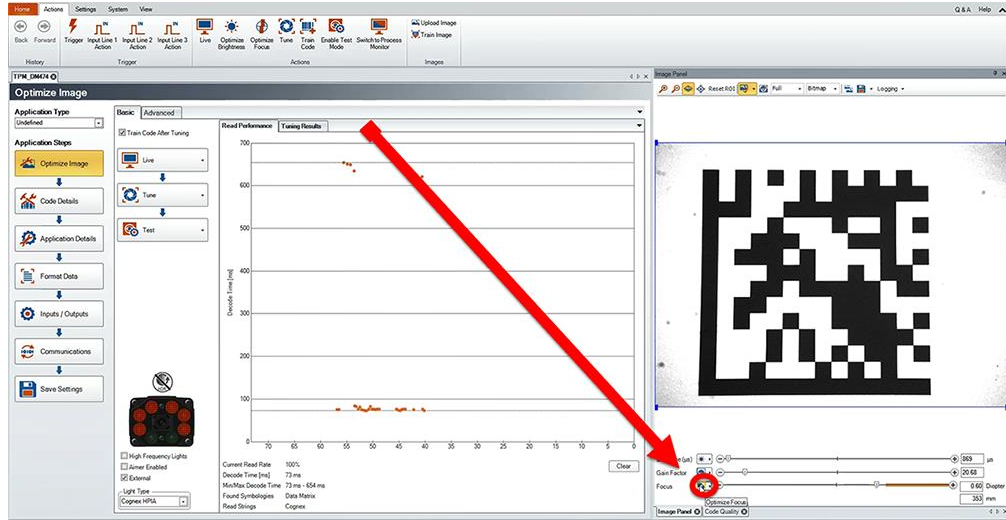 Home Actions Settings System View Q & A Help
Back Forward Trigger Input Line 1 Action Input Line 2 Action Input Line 3 Action Live Optimize Brightness Optimize Focus Tune Train Code Enable Test Mode Switch to Process Monitor Upload Image
Train Image
History Trigger Actions Images
TPM_DM474
Image Panel
Optimize Image
Reset ROI Full Bitmap Logging
Application Type
Undefined
Application Steps
Optimize Image
Code Details
Application Details
Format Data
Inputs / Outputs
Communications
Save Settings
Basic Advanced
Train Code After Tuning
Live
Tune
Test
High Frequency Lights
Aimer Enabled
External
Light Type
Cognex HPIA
Read Performance Tuning Results
Decode Time [ms]
700
600
500
400
300
200
100
0
70 65 60 55 50 45 40 35 30 25 20 15 10 5 0
Current Read Rate 100%
Decode Time [ms] 73 ms
Min/Max Decode Time 73 ms - 654 ms
Found Symbologies Data Matrix
Read Strings Cognex
Clear
(µs) 869 µs
Gain Factor 20.68
Focus 0.60 Diopter
353 mm
Optimize Focus
Image Panel Code Quality